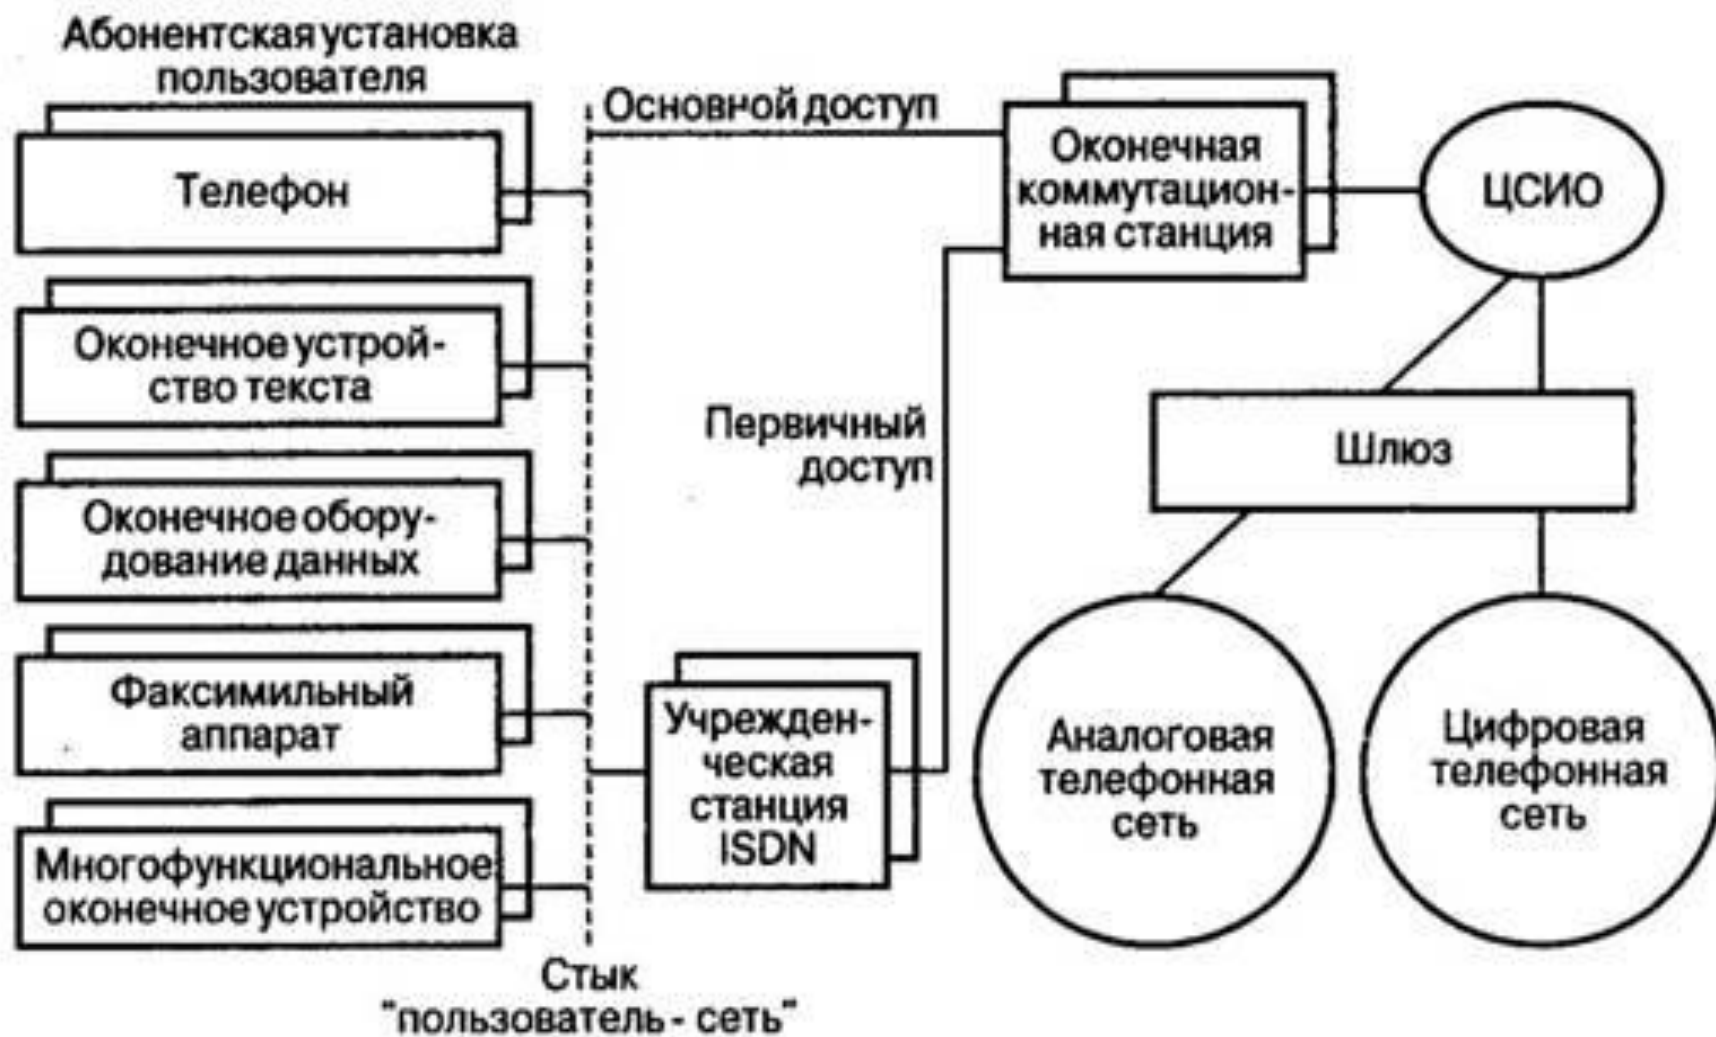 Абонентская установка
пользователя
Телефон
Оконечное устрой-
ство текста
Оконечное обору-
дование данных
Факсимильный
аппарат
Многофункциональное
оконечное устройство
Стык
"пользователь - сеть"
Основной доступ
Первичный
доступ
Учрежден-
ческая
станция
ISDN
Оконечная
коммутацион-
ная станция
ЦСИО
Шлюз
Аналоговая
телефонная
сеть
Цифровая
телефонная
сеть